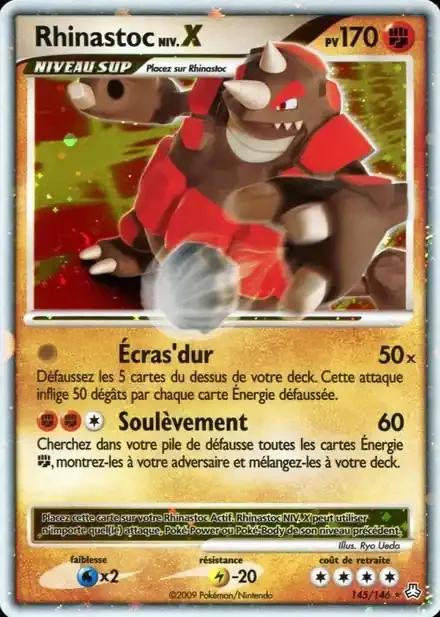 Rhinastoc NIV.X PV170
NIVEAU SUP Placez sur Rhinastoc
Écras'dur 50x
Défaussez les 5 cartes du dessus de votre deck. Cette attaque
inflige 50 dégâts par chaque carte Énergie défaussée.
Soulèvement 60
Cherchez dans votre pile de défausse toutes les cartes Énergie
, montrez-les à votre adversaire et mélangez-les à votre deck.
Placez cette carte sur votre Rhinastoc Actif. Rhinastoc NIV.X peut utiliser
n'importe quel(le) attaque, Poké-Power ou Poké-Body de son niveau précédent.
Illus. Ryo Ueda
faiblesse résistance coût de retraite
x2 -20
145/146
©2009 Pokémon/Nintendo